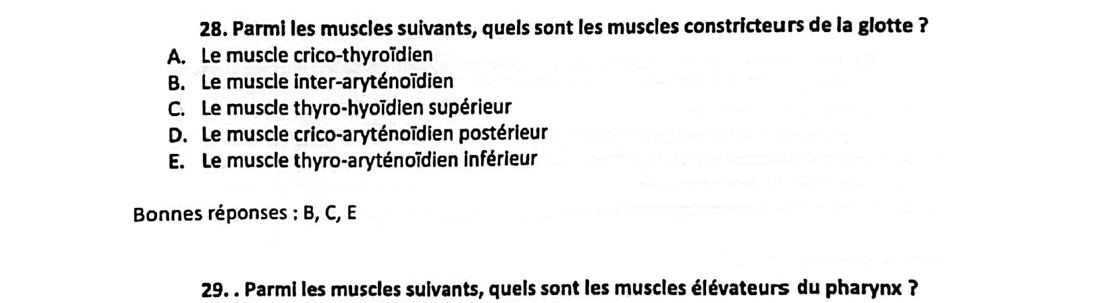 28. Parmi les muscles suivants, quels sont les muscles constricteurs de la glotte ?
A. Le muscle crico-thyroïdien
B. Le muscle inter-aryténoïdien
C. Le muscle thyro-hyoïdien supérieur
D. Le muscle crico-aryténoïdien postérieur
E. Le muscle thyro-aryténoïdien inférieur
Bonnes réponses : B, C, E
29. . Parmi les muscles suivants, quels sont les muscles élévateurs du pharynx ?